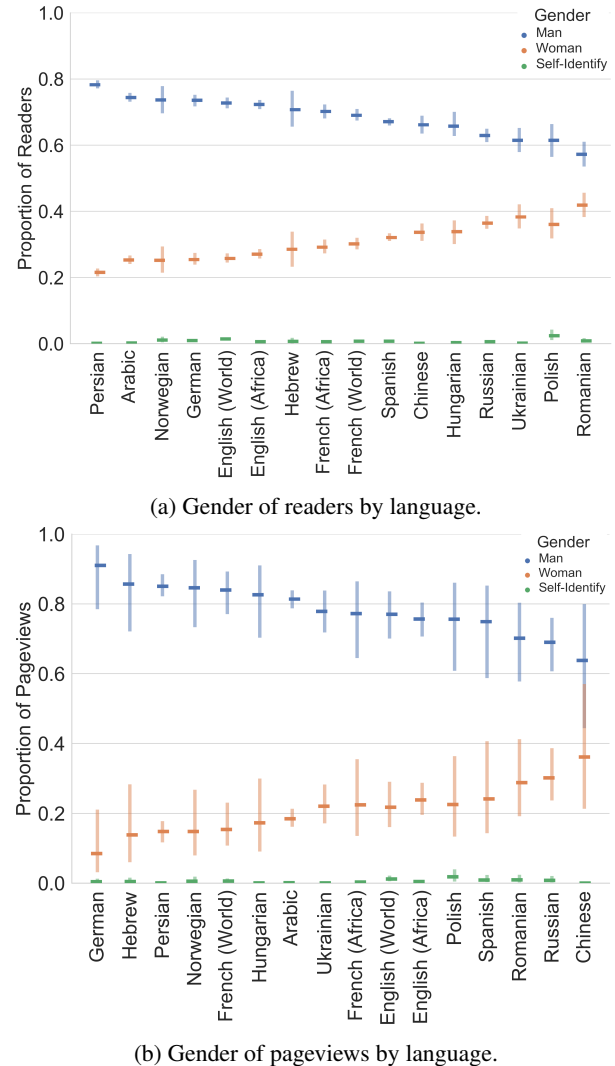 Gender
Man
Woman
Self-Identify
1.0
0.8
0.6
0.4
0.2
0.0
Proportion of Readers
Persian
Arabic
Norwegian
German
English (World)
English (Africa)
Hebrew
French (Africa)
French (World)
Spanish
Chinese
Hungarian
Russian
Ukrainian
Polish
Romanian
(a) Gender of readers by language.
Gender
Man
Woman
Self-Identify
1.0
0.8
0.6
0.4
0.2
0.0
Proportion of Pageviews
German
Hebrew
Persian
Norwegian
French (World)
Hungarian
Arabic
Ukrainian
French (Africa)
English (World)
English (Africa)
Polish
Spanish
Romanian
Russian
Chinese
(b) Gender of pageviews by language.